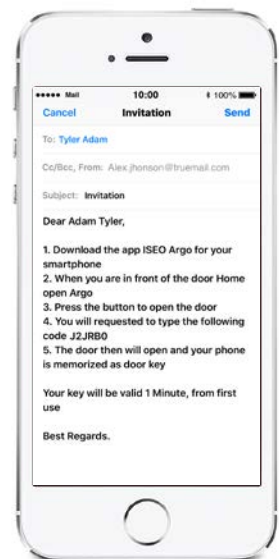 Mail 10:00 100%
Cancel Invitation Send
To: Tyler Adam
Cc/Bcc, From: Alex.jhonson@truemail.com
Subject: Invitation
Dear Adam Tyler,
1. Download the app ISEO Argo for your
smartphone
2. When you are in front of the door Home
open Argo
3. Press the button to open the door
4. You will requested to type the following
code J2JRB0
5. The door then will open and your phone
is memorized as door key
Your key will be valid 1 Minute, from first
use
Best Regards.